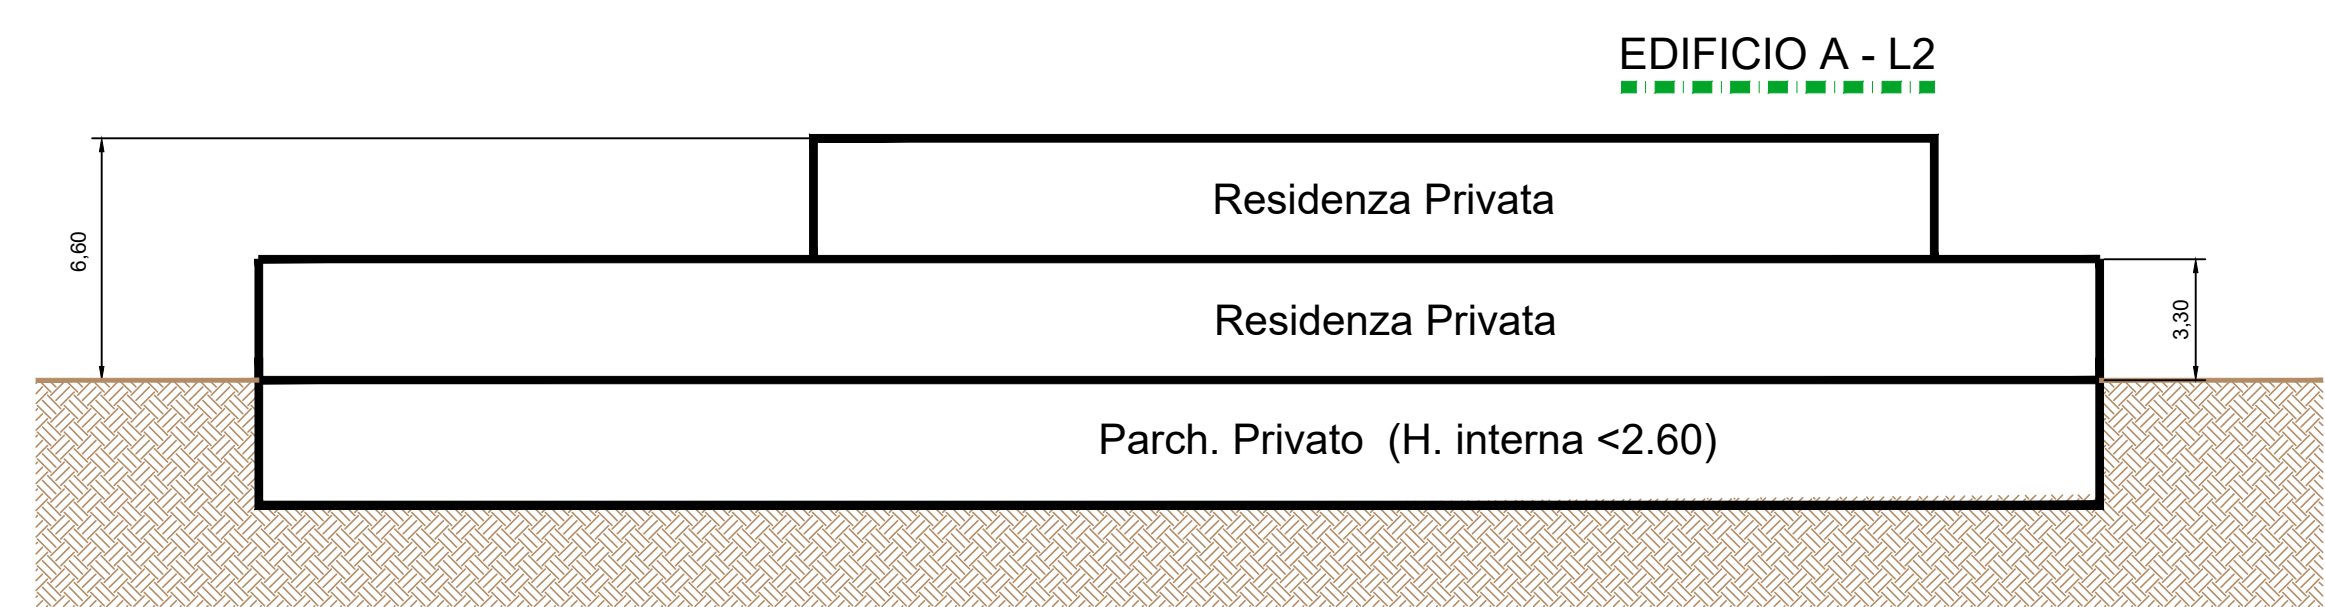 EDIFICIO A - L2
Residenza Privata
6,60
Residenza Privata
3,30
Parch. Privato (H. interna <2.60)